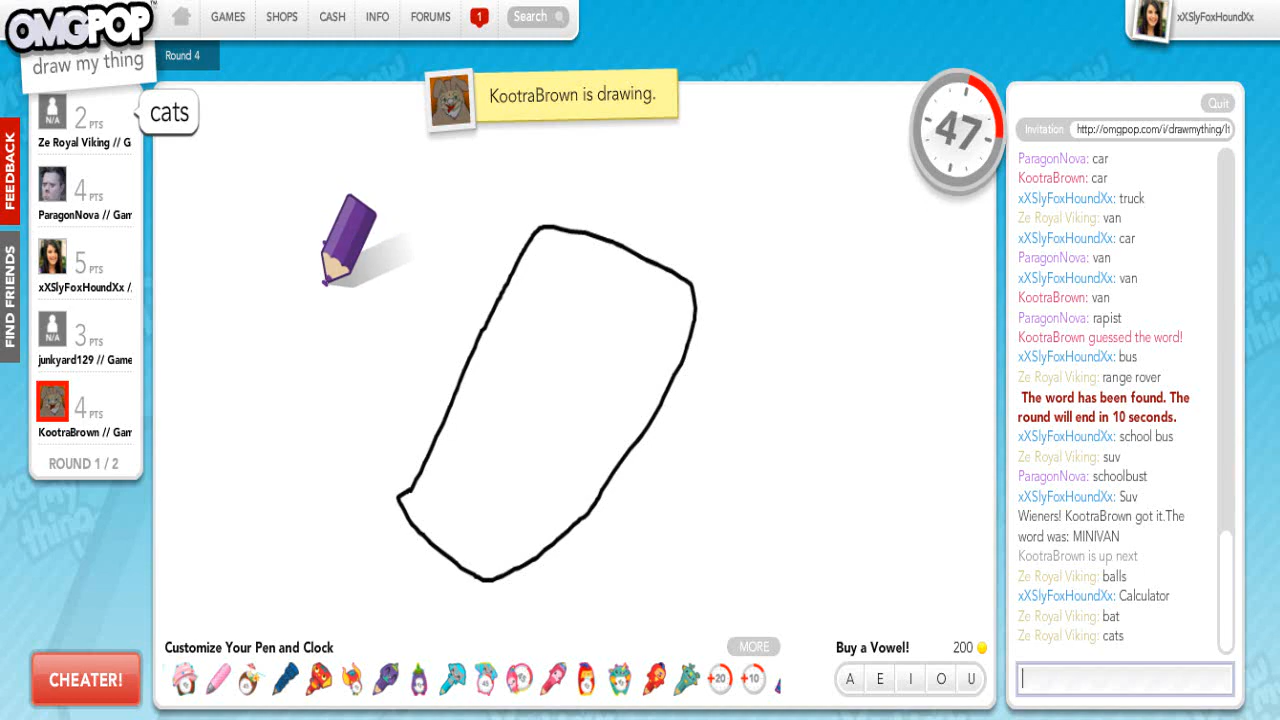 OMGPOP
TM
GAMES
SHOPS
CASH
INFO
FORUMS
1
Search
xXSlyFoxHoundXx
draw my thing
Round 4
KootraBrown is drawing.
47
cats
N/A
2 PTS
Ze Royal Viking // G
4 PTS
ParagonNova // Gam
5 PTS
xXSlyFoxHoundXx //
N/A
3 PTS
junkyard129 // Game
4 PTS
KootraBrown // Gam
ROUND 1 / 2
FEEDBACK
FIND FRIENDS
CHEATER!
Quit
Invitation
http://omgpop.com/i/drawmything/
ParagonNova: car
KootraBrown: car
xXSlyFoxHoundXx: truck
Ze Royal Viking: van
xXSlyFoxHoundXx: car
ParagonNova: van
xXSlyFoxHoundXx: van
KootraBrown: van
ParagonNova: rapist
KootraBrown guessed the word!
xXSlyFoxHoundXx: bus
Ze Royal Viking: range rover
The word has been found. The
round will end in 10 seconds.
xXSlyFoxHoundXx: school bus
Ze Royal Viking: suv
ParagonNova: schoolbust
xXSlyFoxHoundXx: Suv
Wieners! KootraBrown got it.The
word was: MINIVAN
KootraBrown is up next
Ze Royal Viking: balls
xXSlyFoxHoundXx: Calculator
Ze Royal Viking: bat
Ze Royal Viking: cats
Customize Your Pen and Clock
MORE
+20
+10
Buy a Vowel!
200
A E I O U